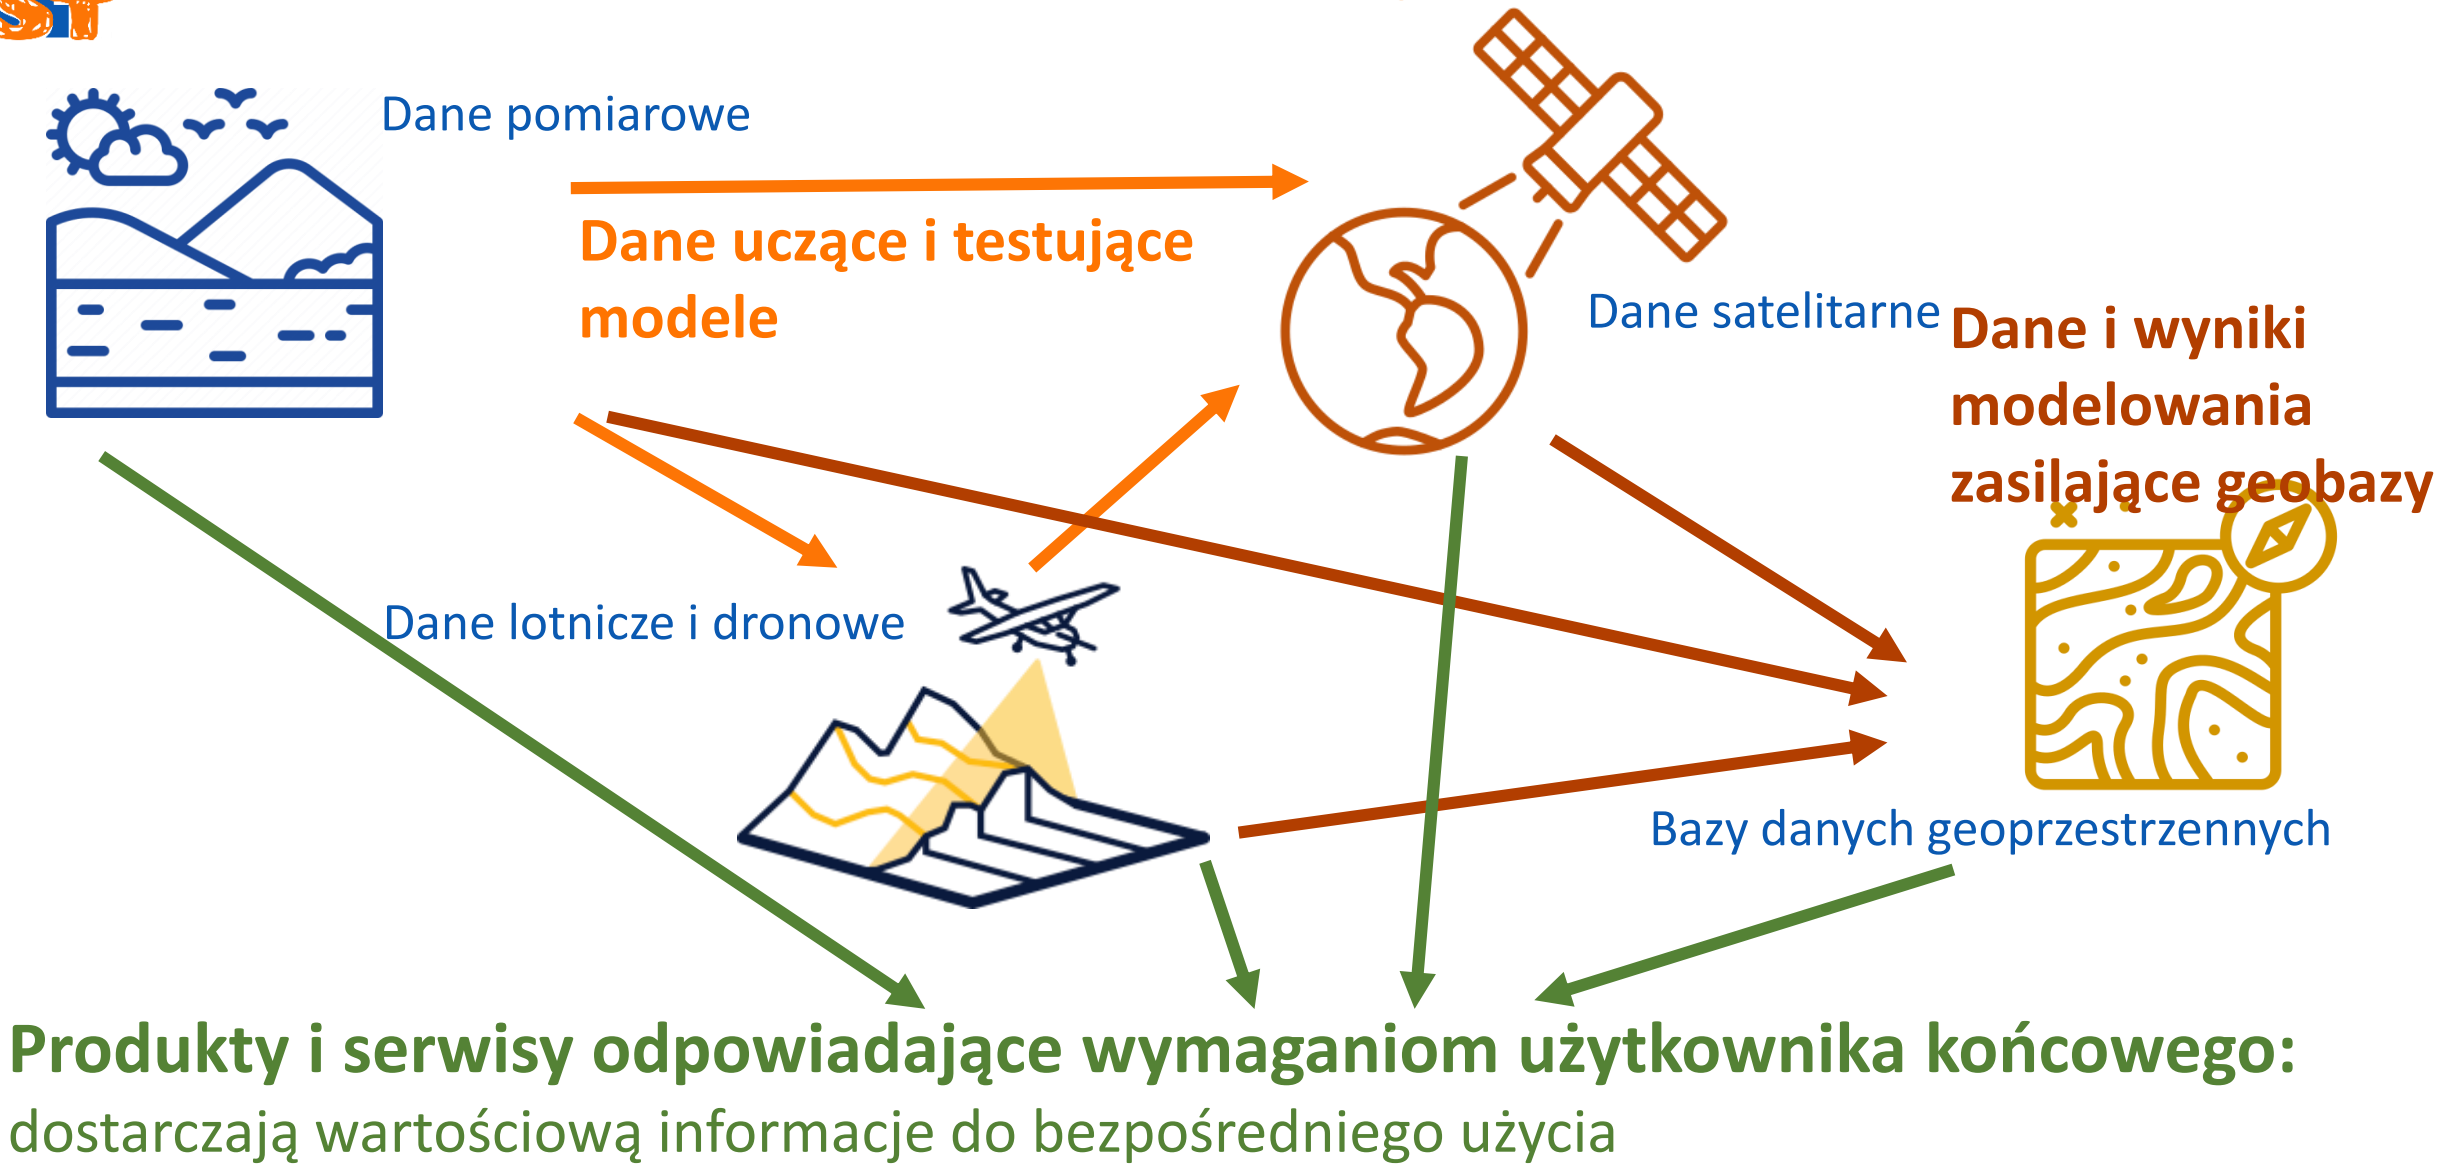 Dane pomiarowe
Dane uczące i testujące
modele
Dane satelitarne
Dane i wyniki
modelowania
zasilające geobazy
Dane lotnicze i dronowe
Bazy danych geoprzestrzennych
Produkty i serwisy odpowiadające wymaganiom użytkownika końcowego:
dostarczają wartościową informacje do bezpośredniego użycia